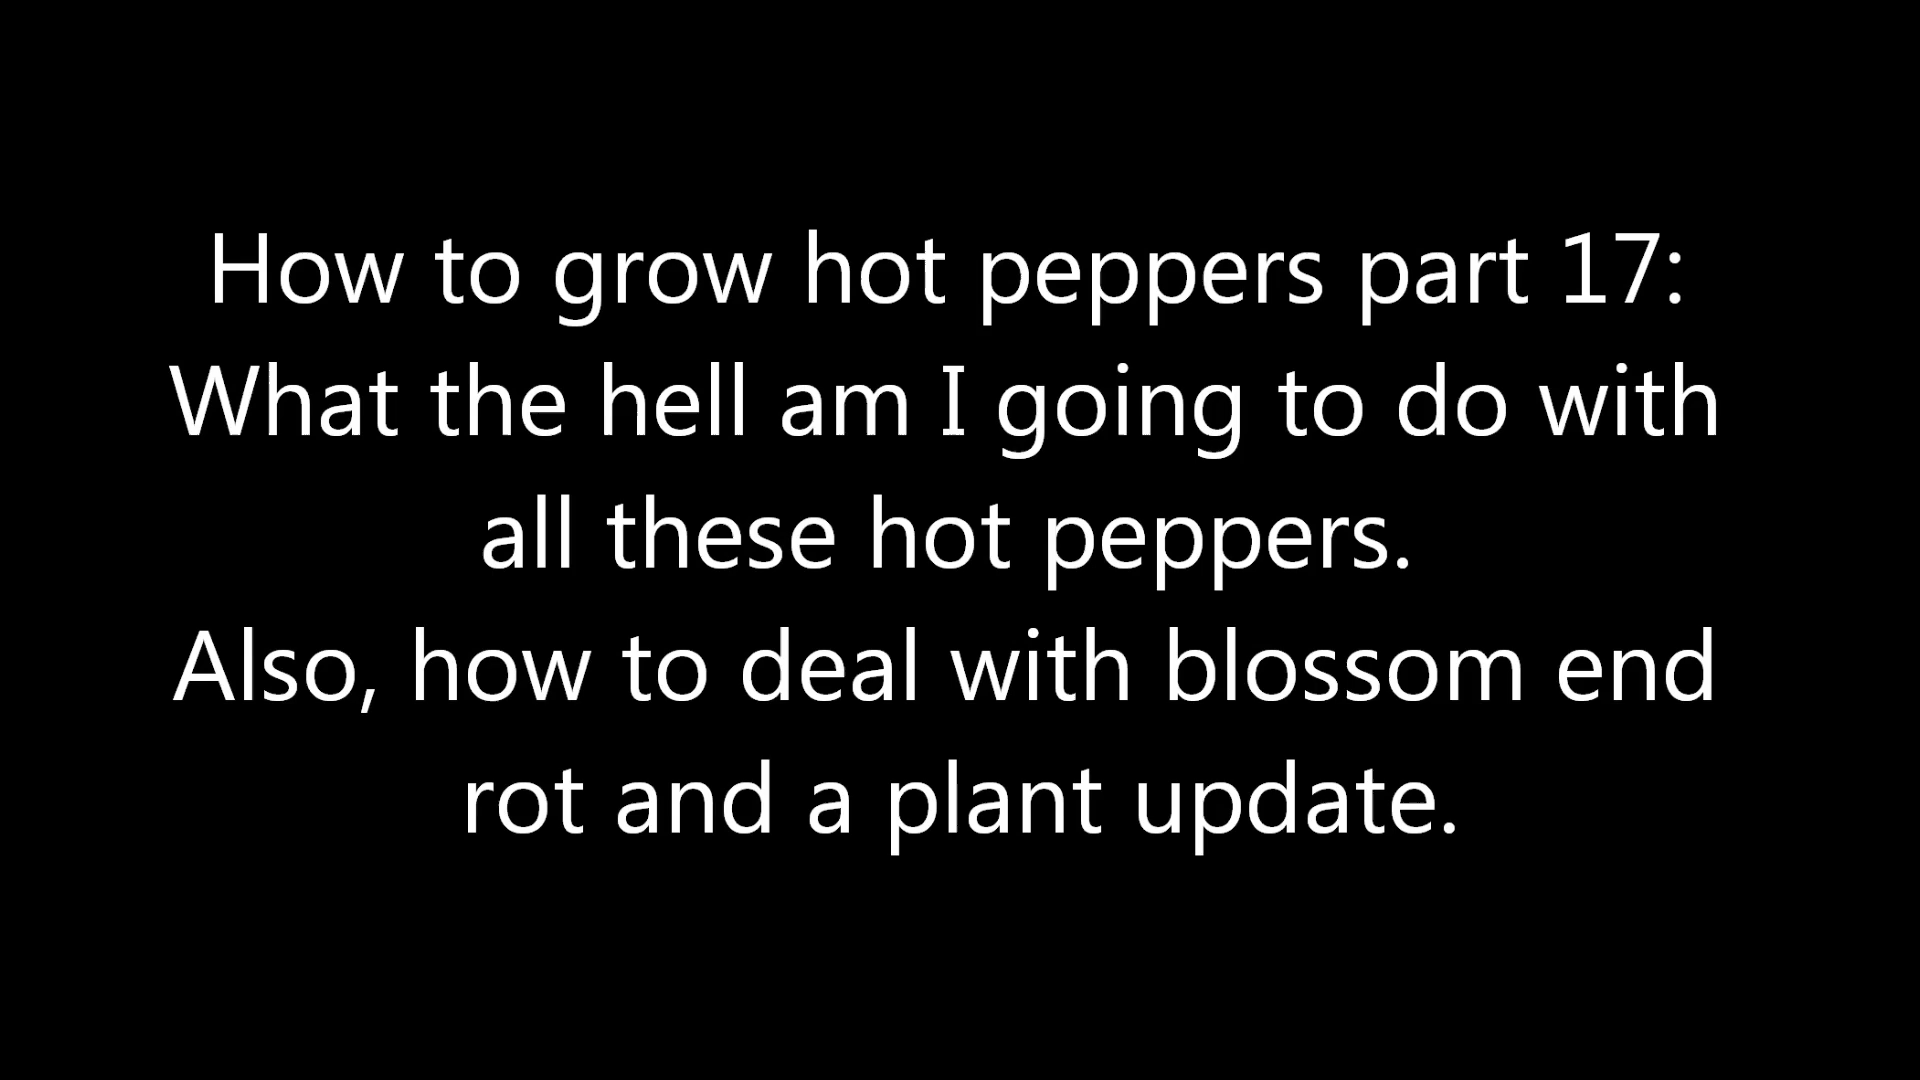 How to grow hot peppers part 17:
What the hell am I going to do with
all these hot peppers.
Also, how to deal with blossom end
rot and a plant update.